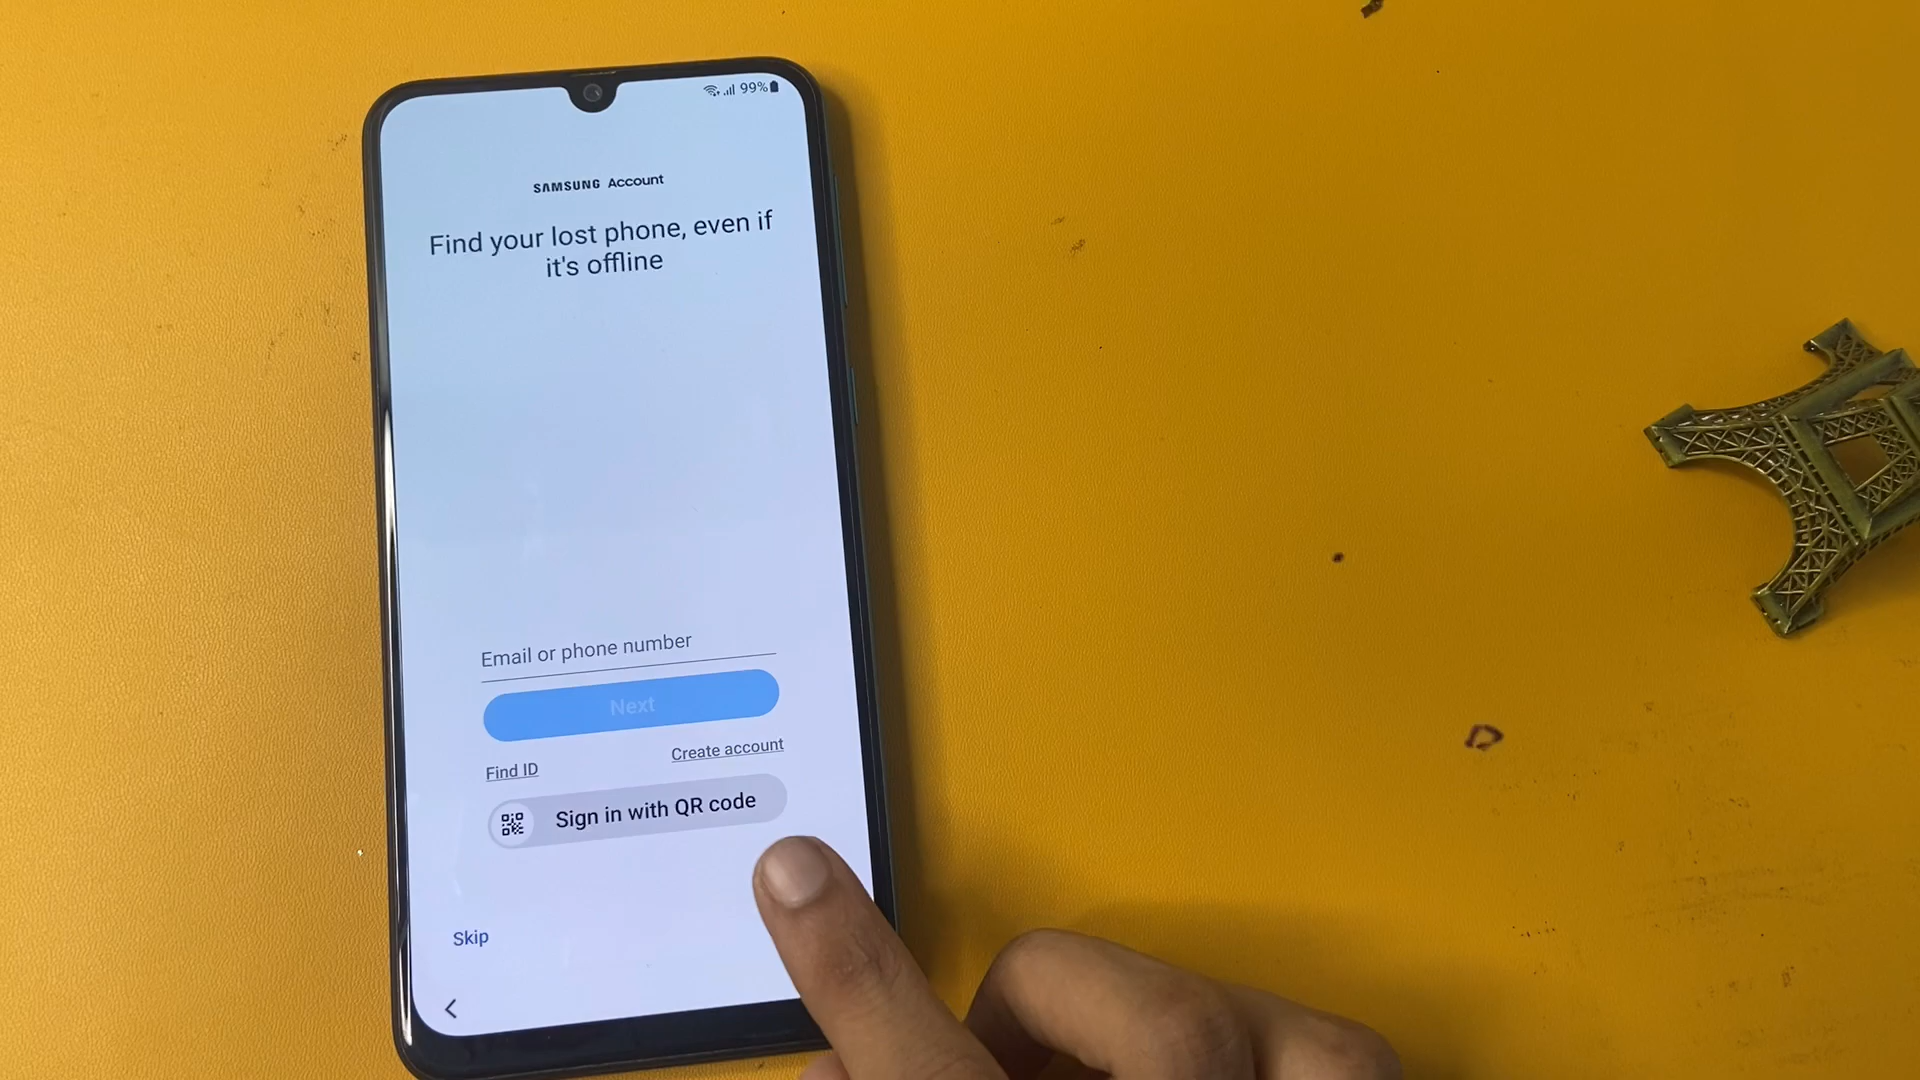 99%
SAMSUNG Account
Find your lost phone, even if
it's offline
Email or phone number
Next
Create account
Find ID
Sign in with QR code
Skip